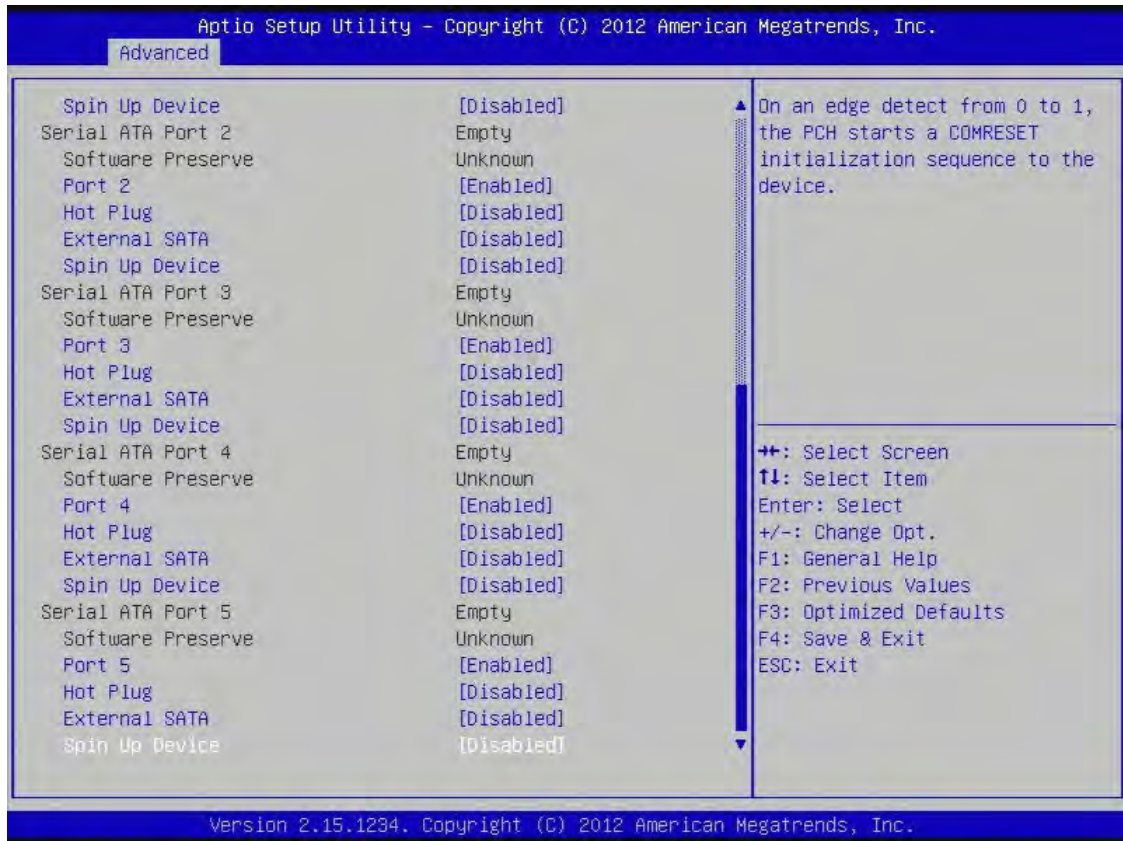 Aptio Setup Utility – Copyright (C) 2012 American Megatrends, Inc.
Advanced
Spin Up Device [Disabled]
Serial ATA Port 2 Empty
Software Preserve Unknown
Port 2 [Enabled]
Hot Plug [Disabled]
External SATA [Disabled]
Spin Up Device [Disabled]
Serial ATA Port 3 Empty
Software Preserve Unknown
Port 3 [Enabled]
Hot Plug [Disabled]
External SATA [Disabled]
Spin Up Device [Disabled]
Serial ATA Port 4 Empty
Software Preserve Unknown
Port 4 [Enabled]
Hot Plug [Disabled]
External SATA [Disabled]
Spin Up Device [Disabled]
Serial ATA Port 5 Empty
Software Preserve Unknown
Port 5 [Enabled]
Hot Plug [Disabled]
External SATA [Disabled]
Spin Up Device [Disabled]
On an edge detect from 0 to 1,
the PCH starts a COMRESET
initialization sequence to the
device.
→←: Select Screen
↑↓: Select Item
Enter: Select
+/-: Change Opt.
F1: General Help
F2: Previous Values
F3: Optimized Defaults
F4: Save & Exit
ESC: Exit
Version 2.15.1234. Copyright (C) 2012 American Megatrends, Inc.